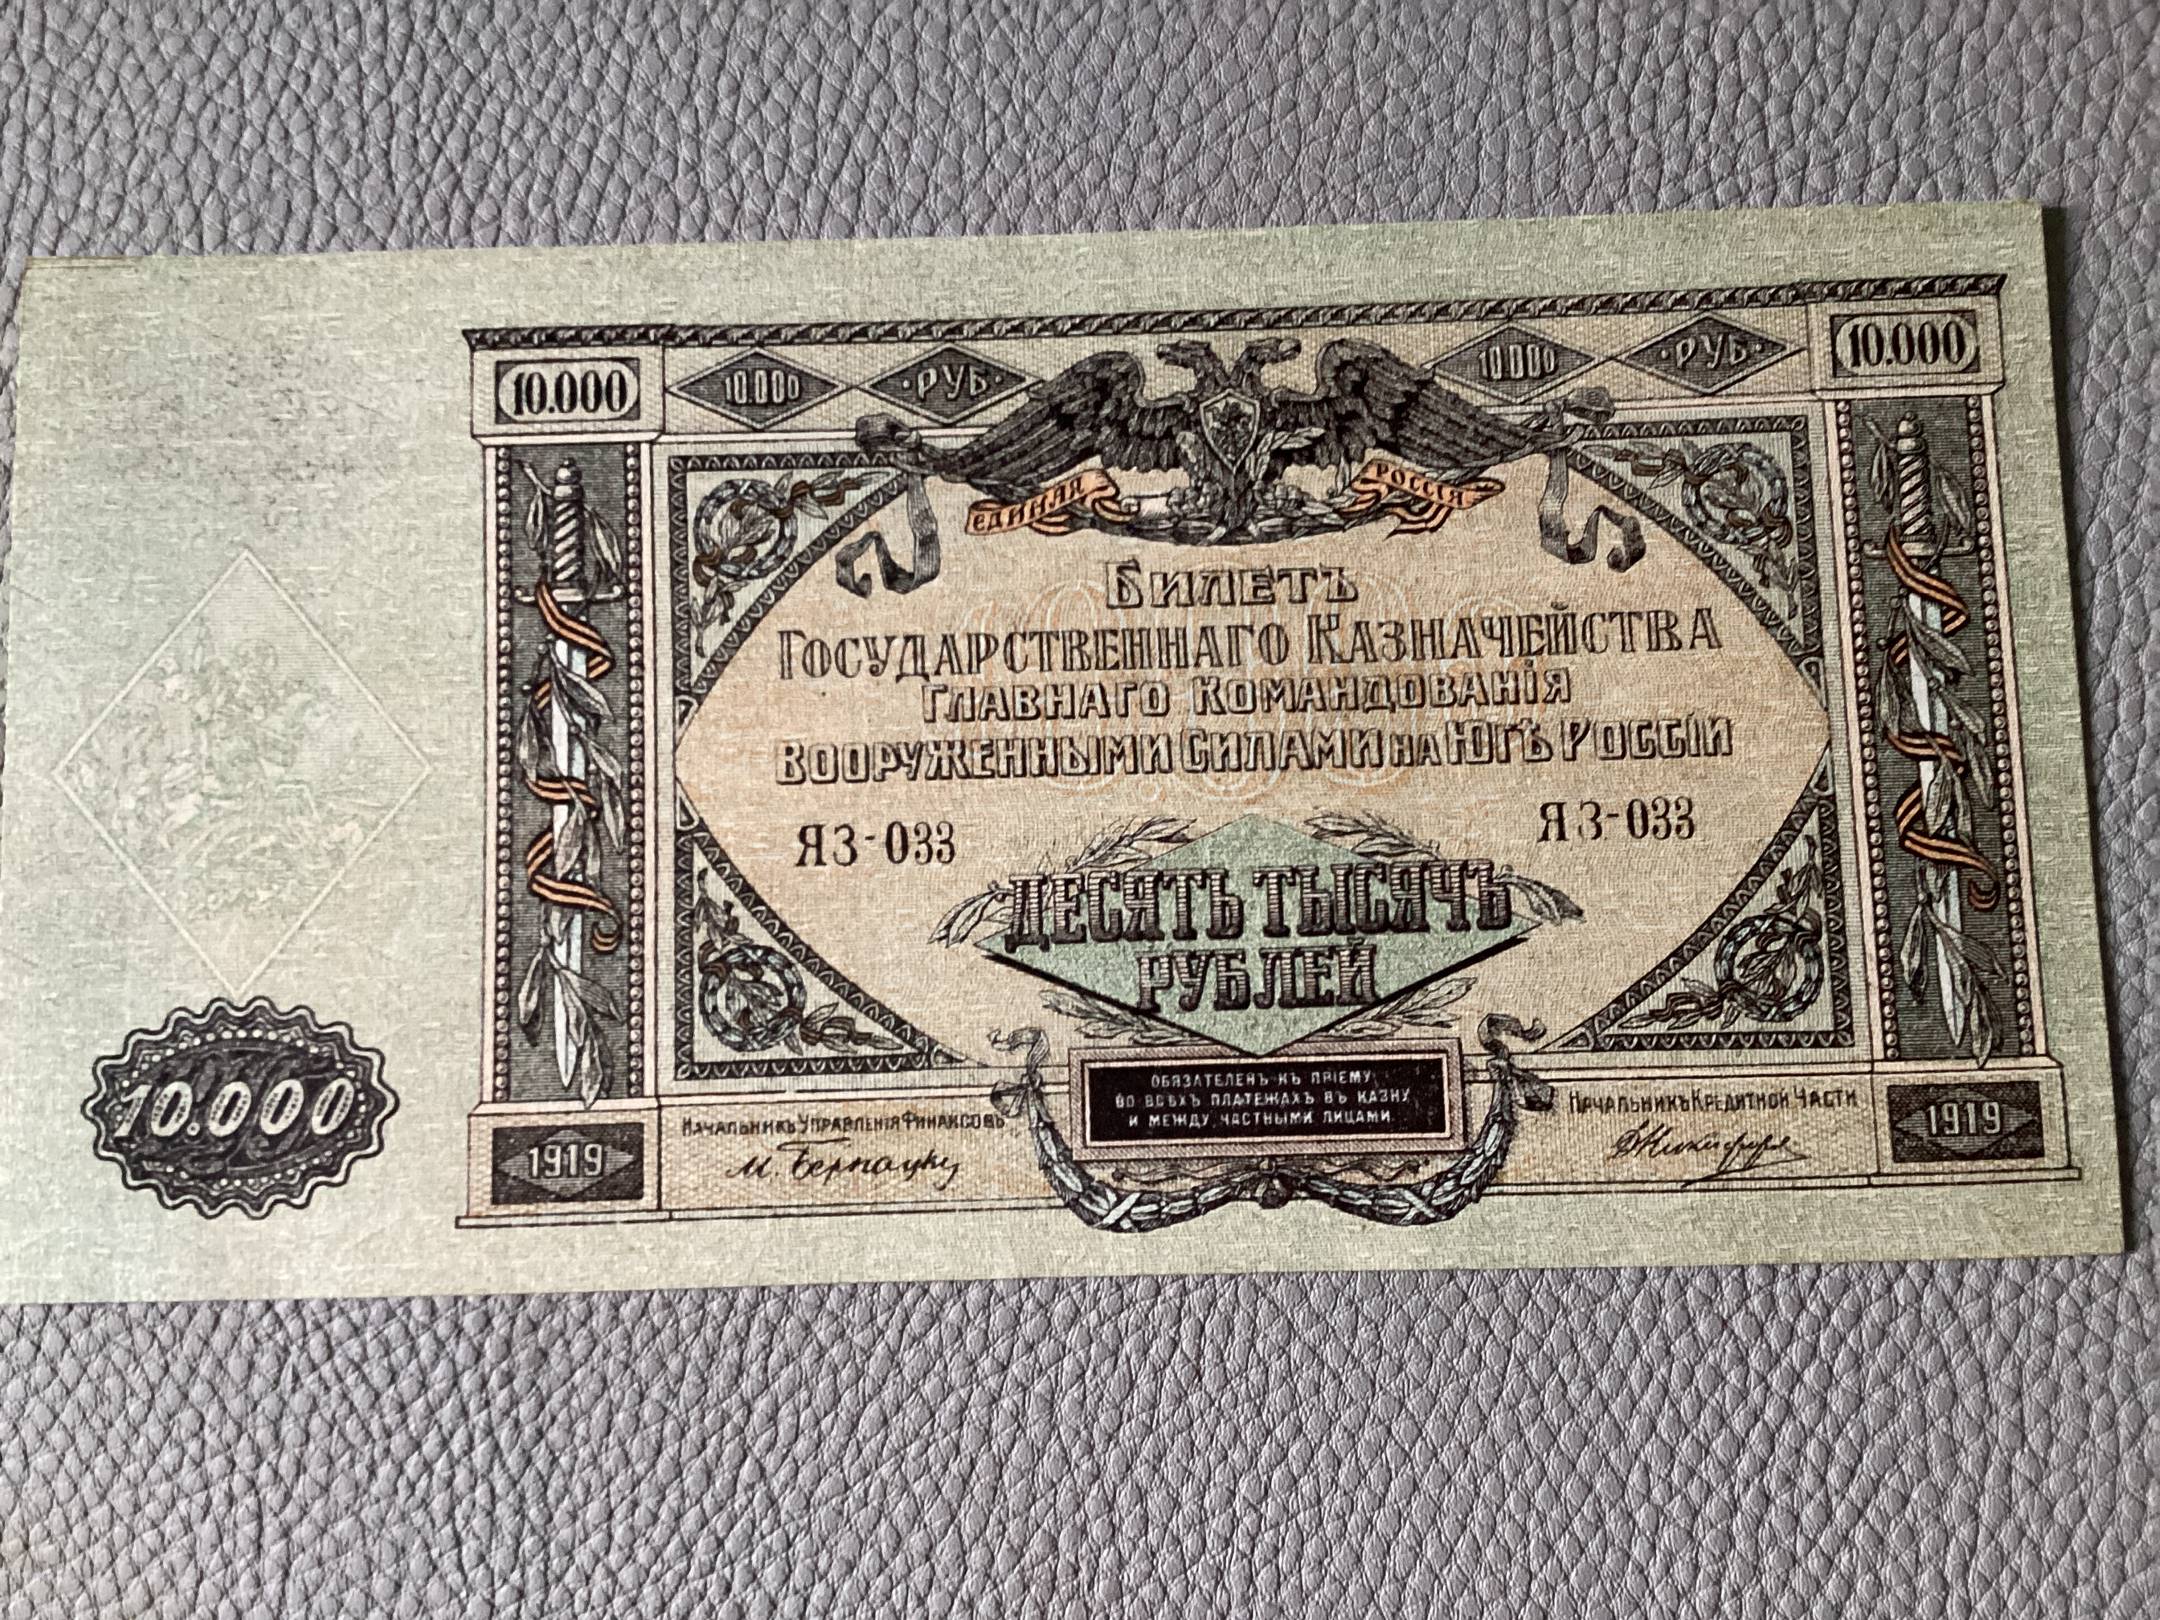 10.000 10.000 РУБ. 10.000 ·РУБ· 10.000
ЕДИНАЯ РОССІЯ
БИЛЕТЪ
ГОСУДАРСТВЕННАГО КАЗНАЧЕЙСТВА
ГЛАВНАГО КОМАНДОВАНІЯ
ВООРУЖЕННЫМИ СИЛАМИ НА ЮГѢ РОССІИ
ЯЗ-033 ЯЗ-033
ДЕСЯТЬ ТЫСЯЧЪ
РУБЛЕЙ
10.000
ОБЯЗАТЕЛЕНЪ КЪ ПРІЕМУ
ВО ВСѢХЪ ПЛАТЕЖАХЪ ВЪ КАЗНУ
И МЕЖДУ ЧАСТНЫМИ ЛИЦАМИ.
НАЧАЛЬНИКЪ УПРАВЛЕНІЯ ФИНАНСОВЪ НАЧАЛЬНИКЪ КРЕДИТНОЙ ЧАСТИ
1919 М. Бернацкій 1919